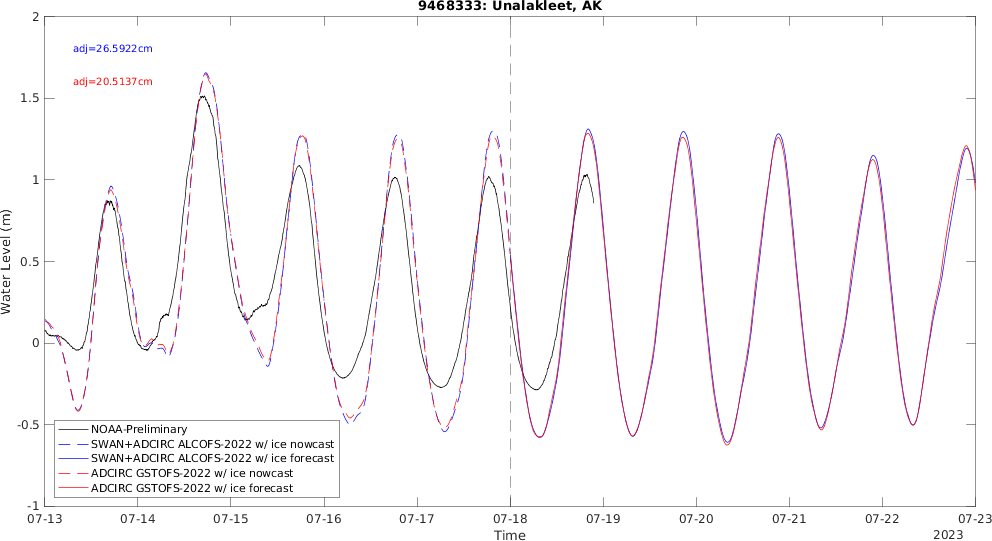 9468333: Unalakleet, AK
adj=26.5922cm
adj=20.5137cm
Water Level (m)
2
1.5
1
0.5
0
-0.5
-1
NOAA-Preliminary
SWAN+ADCIRC ALCOFS-2022 w/ ice nowcast
SWAN+ADCIRC ALCOFS-2022 w/ ice forecast
ADCIRC GSTOFS-2022 w/ ice nowcast
ADCIRC GSTOFS-2022 w/ ice forecast
07-13 07-14 07-15 07-16 07-17 07-18 07-19 07-20 07-21 07-22 07-23
Time
2023